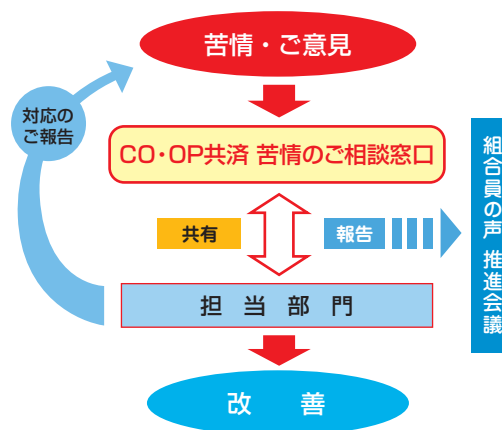 苦情・ご意見
対応の
ご報告
CO・OP共済 苦情のご相談窓口
共有
報告
組合員の声 推進会議
担当部門
改善